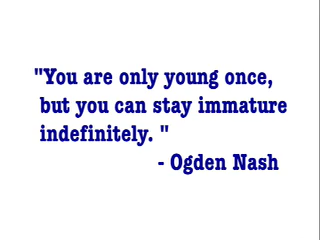 "You are only young once,
but you can stay immature
indefinitely. "
- Ogden Nash